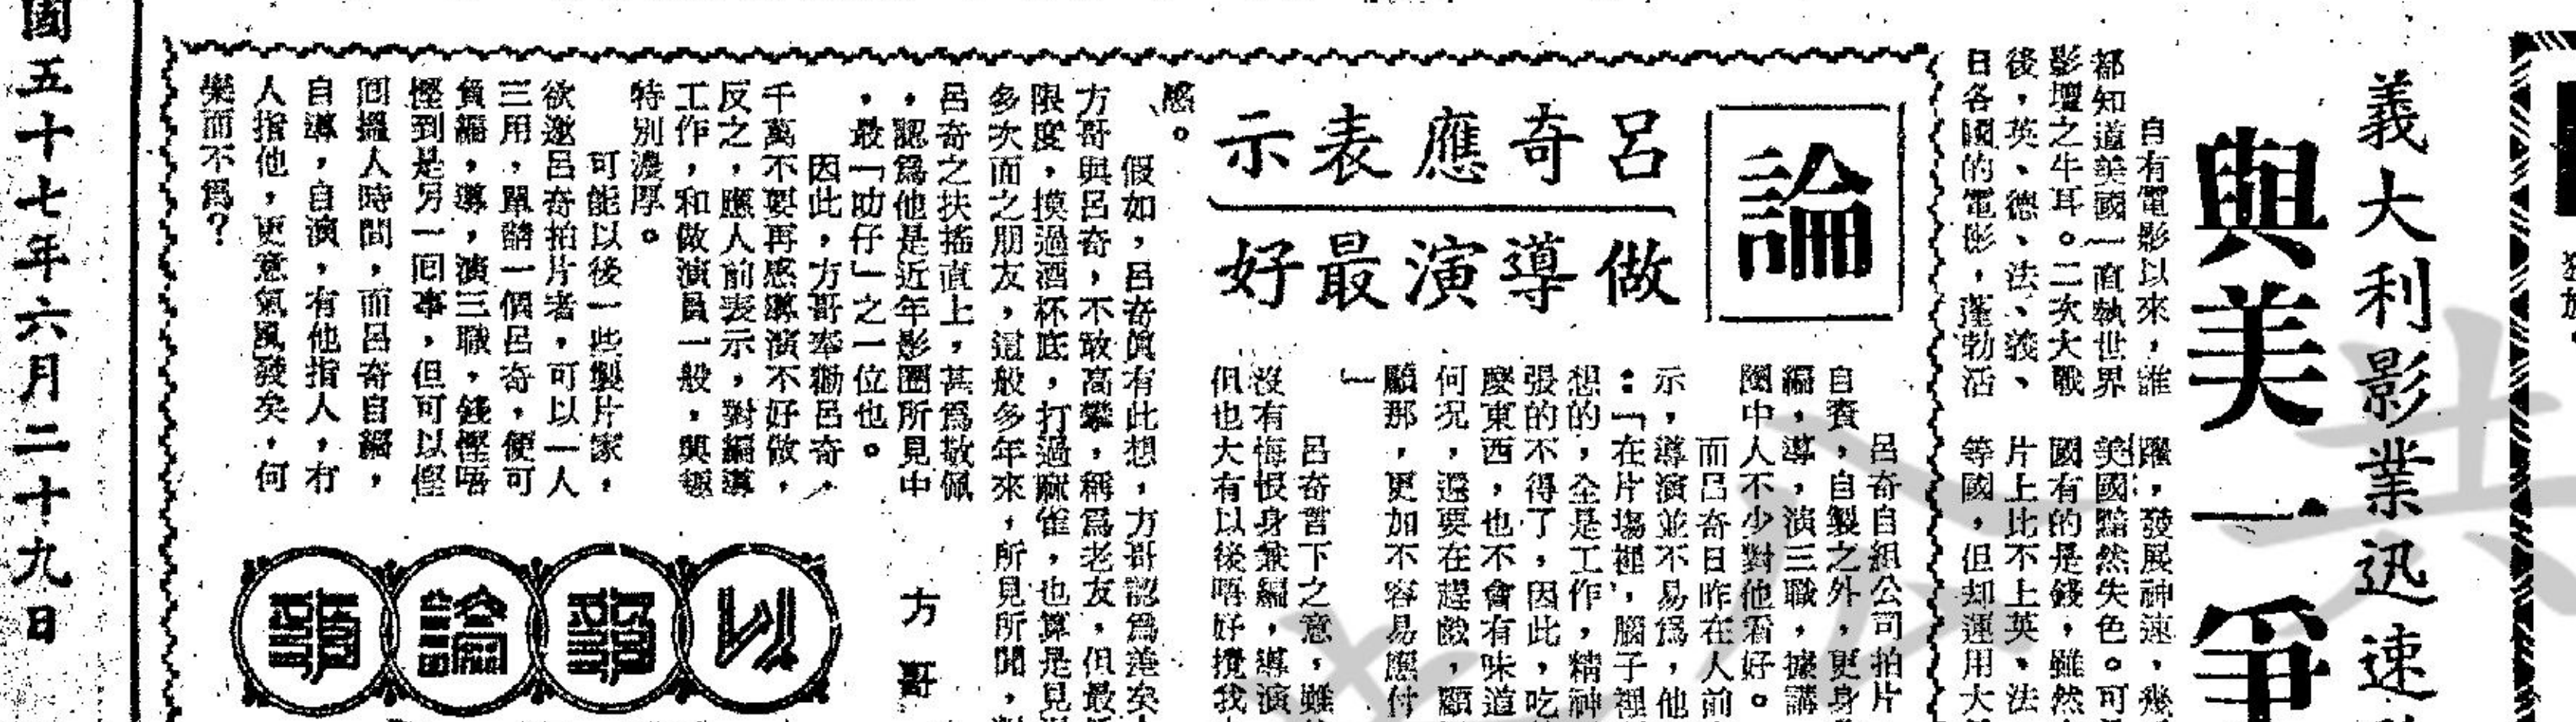 義大利影業迅速
與美一爭
自有電影以來，誰
都知道美國一直執世界
影壇之牛耳。二次大戰
後，英、德、法、義、
日各國的電影，蓬勃活
躍，發展神速，幾
美國黯然失色。可
國有的是錢，雖然
片上比不上英、法
等國，但却運用大
論
呂奇應表示
做導演最好
呂奇自組公司拍片
自資，自製之外，更身
編，導，演三職，據講
圈中人不少對他看好。
而呂奇日昨在人前
示，導演並不易爲，他
：「在片場裡，腦子裡
想的，全是工作，精神
張的不得了，因此，吃
麼東西，也不會有味道
何況，還要在趕戲，顧
顧那，更加不容易應付
」
呂奇言下之意，雖
沒有悔恨身兼編，導演
但也大有以後唔好攪我
感。
假如，呂奇眞有此想，方哥認爲差矣
方哥與呂奇，不敢高攀，稱爲老友，但最
限度，摸過酒杯底，打過麻雀，也算是見
多次面之朋友，這般多年來，所見所聞，
呂奇之扶搖直上，甚爲敬佩
，認爲他是近年影圈所見中
，最「叻仔」之一位也。
因此，方哥奉勸呂奇，
千萬不要再感導演不好做，
反之，應人前表示，對編導
工作，和做演員一般，興趣
特別濃厚。
可能以後一些製片家，
欲邀呂奇拍片者，可以一人
三用，單請一個呂奇，便可
負編，導，演三職，錢慳唔
慳到是另一回事，但可以慳
回搵人時間，而呂奇自編，
自導，自演，有他指人，冇
人指他，更意氣風發矣，何
樂而不爲？
方哥
以事論事
國五十七年六月二十九日